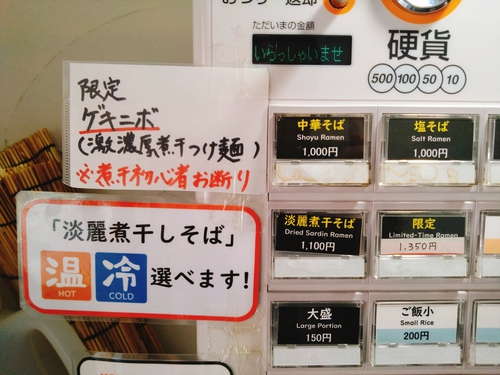 ただいまの金額
いらっしゃいませ
硬貨
500 100 50 10
限定
ゲキニボ
(激濃厚煮干つけ麺)
※煮干初心者お断り
「淡麗煮干しそば」
温 冷 選べます!
HOT COLD
中華そば
Shoyu Ramen
1,000円
塩そば
Salt Ramen
1,000円
淡麗煮干そば
Dried Sardin Ramen
1,100円
限定
Limited-Time Ramen
1,350円
大盛
Large Portion
150円
ご飯小
Small Rice
200円